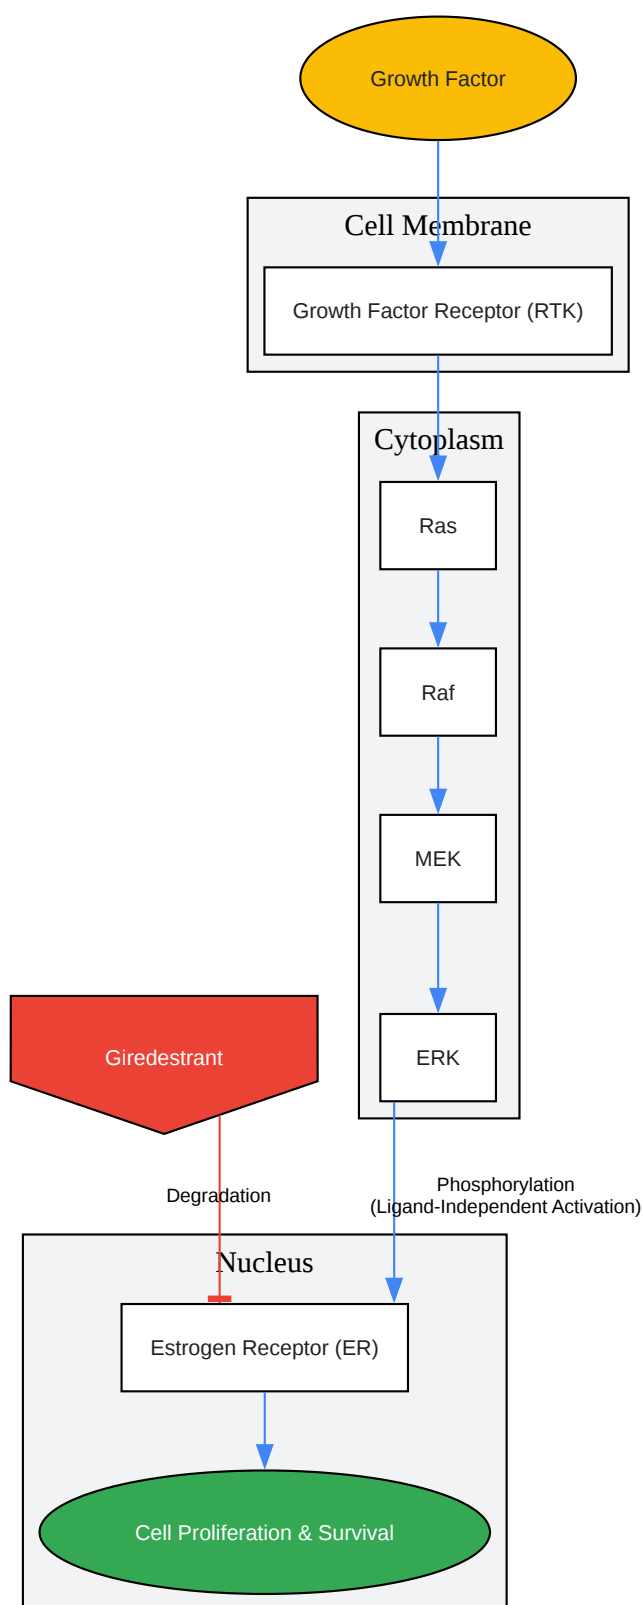 Growth Factor
Cell Membrane
Growth Factor Receptor (RTK)
Cytoplasm
Ras
Raf
MEK
ERK
Giredestrant
Degradation
Phosphorylation
(Ligand-Independent Activation)
Nucleus
Estrogen Receptor (ER)
Cell Proliferation & Survival